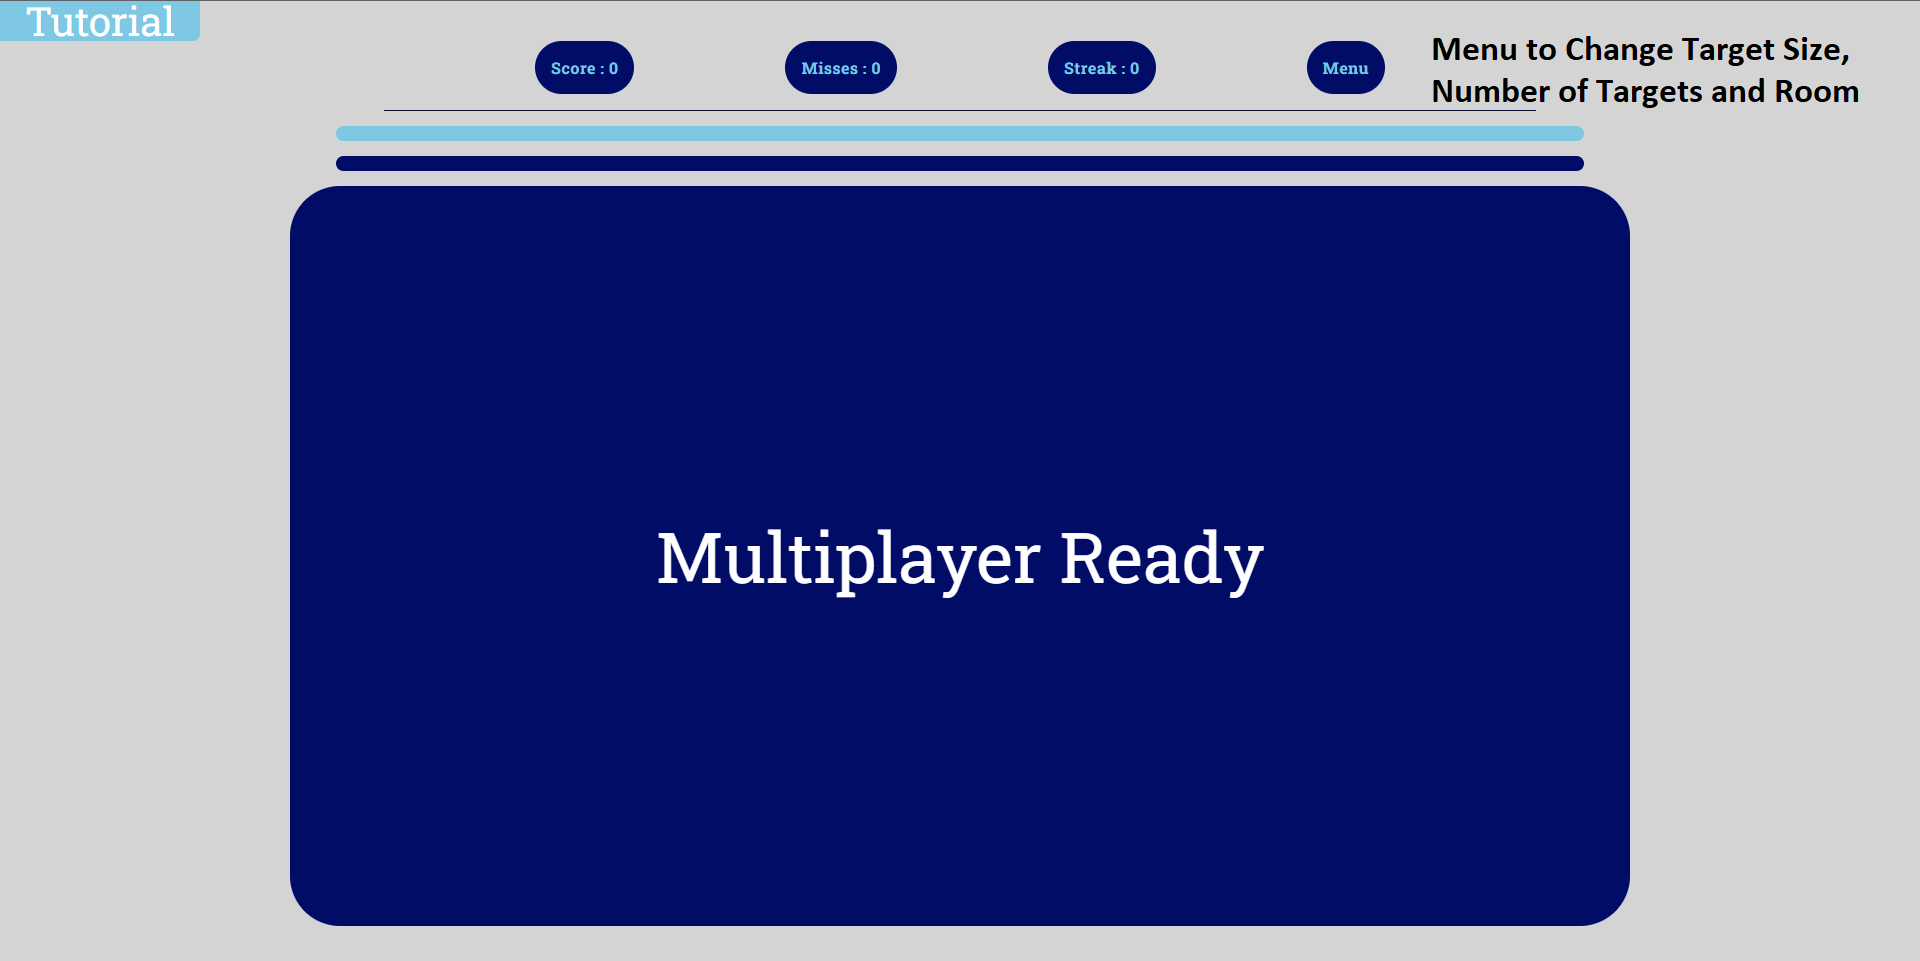 Tutorial
Score : 0
Misses : 0
Streak : 0
Menu
Menu to Change Target Size,
Number of Targets and Room
Multiplayer Ready